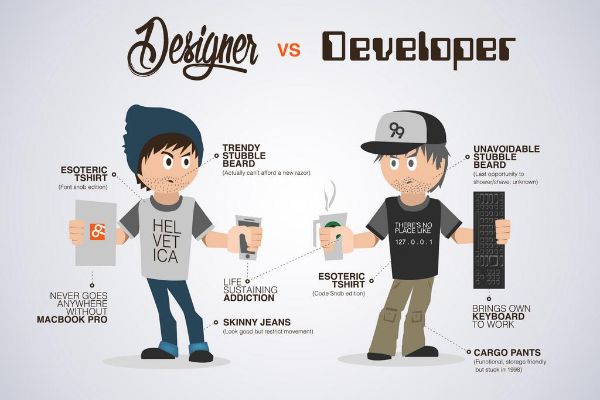 Designer vs Developer
TRENDY
STUBBLE
BEARD
(Actually can't afford a new razor)
ESOTERIC
TSHIRT
(Font snob edition)
HEL
VET
ICA
NEVER GOES
ANYWHERE
WITHOUT
MACBOOK PRO
LIFE
SUSTAINING
ADDICTION
SKINNY JEANS
(Look good but restrict movement)
99
UNAVOIDABLE
STUBBLE
BEARD
(Last opportunity to
shower/shave: unknown)
THERE'S NO
PLACE LIKE
127.0.0.1
ESOTERIC
TSHIRT
(Code Snob edition)
BRINGS OWN
KEYBOARD
TO WORK
CARGO PANTS
(Functional, storego friendly
but stuck in 1998)